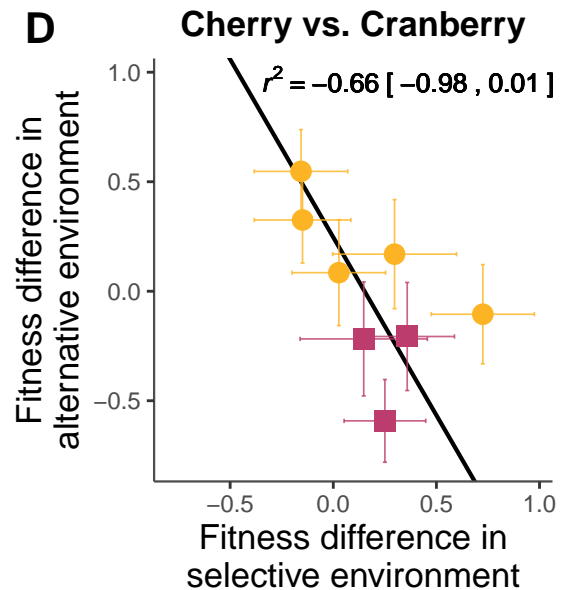 D
Cherry vs. Cranberry
r² = −0.66 [ −0.98 , 0.01 ]
Fitness difference in
alternative environment
1.0
0.5
0.0
−0.5
−0.5 0.0 0.5 1.0
Fitness difference in
selective environment